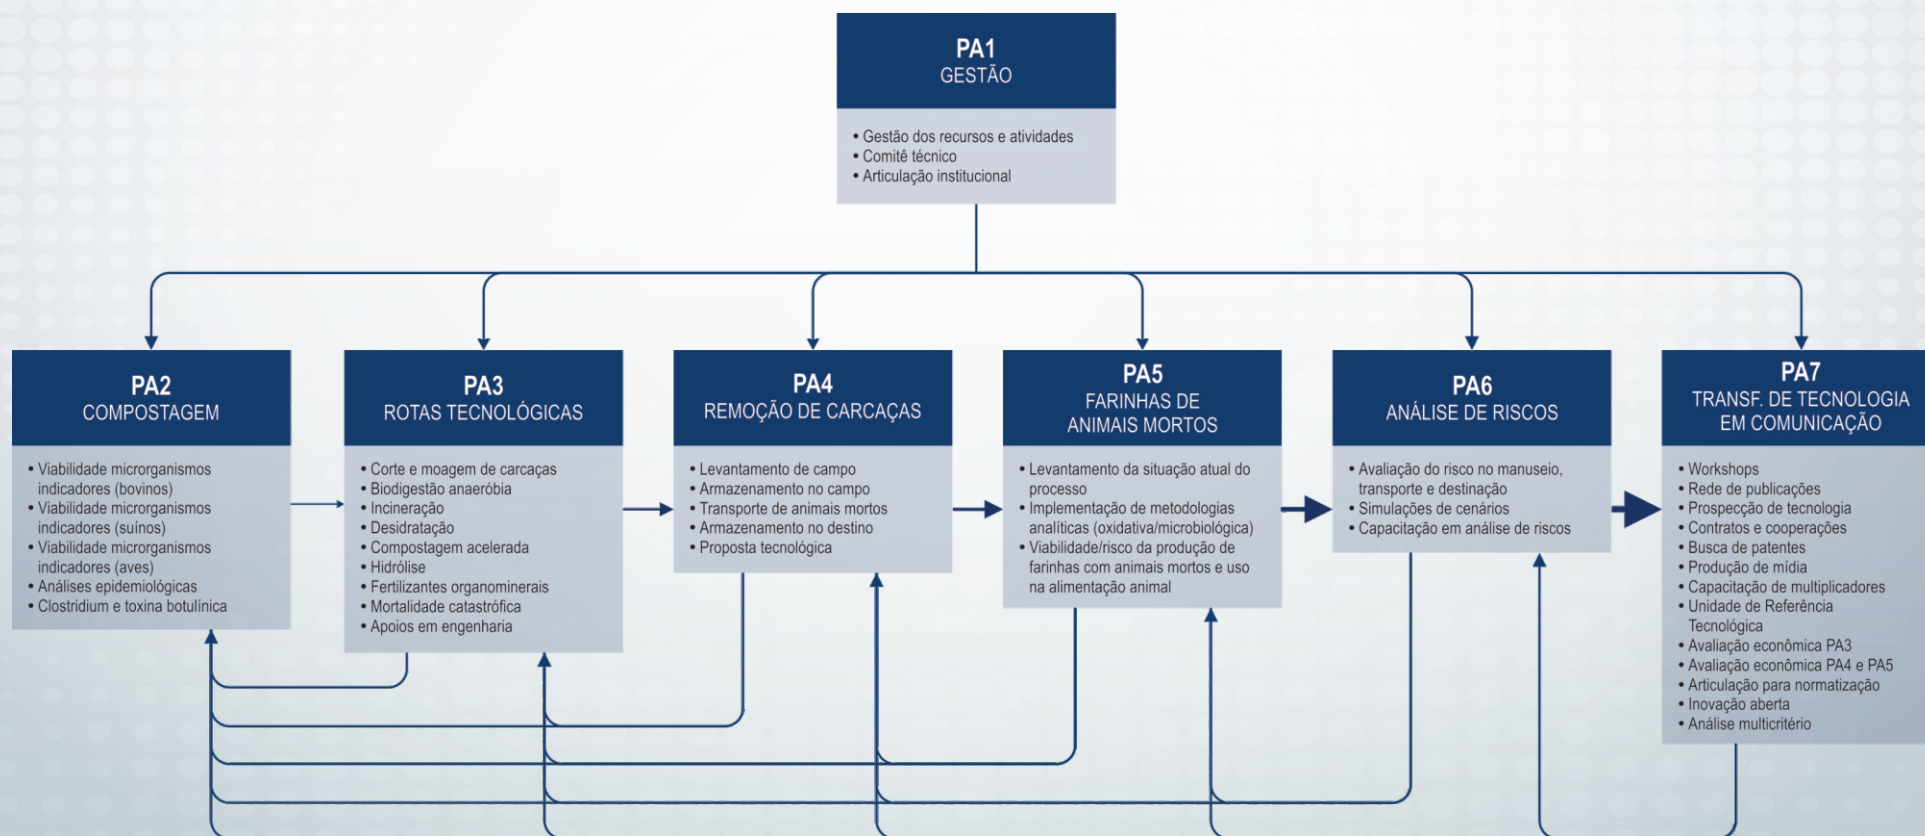 PA1
GESTÃO
• Gestão dos recursos e atividades
• Comitê técnico
• Articulação institucional
PA2
COMPOSTAGEM
• Viabilidade microrganismos
indicadores (bovinos)
• Viabilidade microrganismos
indicadores (suínos)
• Viabilidade microrganismos
indicadores (aves)
• Análises epidemiológicas
• Clostridium e toxina botulínica
PA3
ROTAS TECNOLÓGICAS
• Corte e moagem de carcaças
• Biodigestão anaeróbia
• Incineração
• Desidratação
• Compostagem acelerada
• Hidrólise
• Fertilizantes organominerais
• Mortalidade catastrófica
• Apoios em engenharia
PA4
REMOÇÃO DE CARCAÇAS
• Levantamento de campo
• Armazenamento no campo
• Transporte de animais mortos
• Armazenamento no destino
• Proposta tecnológica
PA5
FARINHAS DE
ANIMAIS MORTOS
• Levantamento da situação atual do
processo
• Implementação de metodologias
analíticas (oxidativa/microbiológica)
• Viabilidade/risco da produção de
farinhas com animais mortos e uso
na alimentação animal
PA6
ANÁLISE DE RISCOS
• Avaliação do risco no manuseio,
transporte e destinação
• Simulações de cenários
• Capacitação em análise de riscos
PA7
TRANSF. DE TECNOLOGIA
EM COMUNICAÇÃO
• Workshops
• Rede de publicações
• Prospecção de tecnologia
• Contratos e cooperações
• Busca de patentes
• Produção de mídia
• Capacitação de multiplicadores
• Unidade de Referência
Tecnológica
• Avaliação econômica PA3
• Avaliação econômica PA4 e PA5
• Articulação para normatização
• Inovação aberta
• Análise multicritério